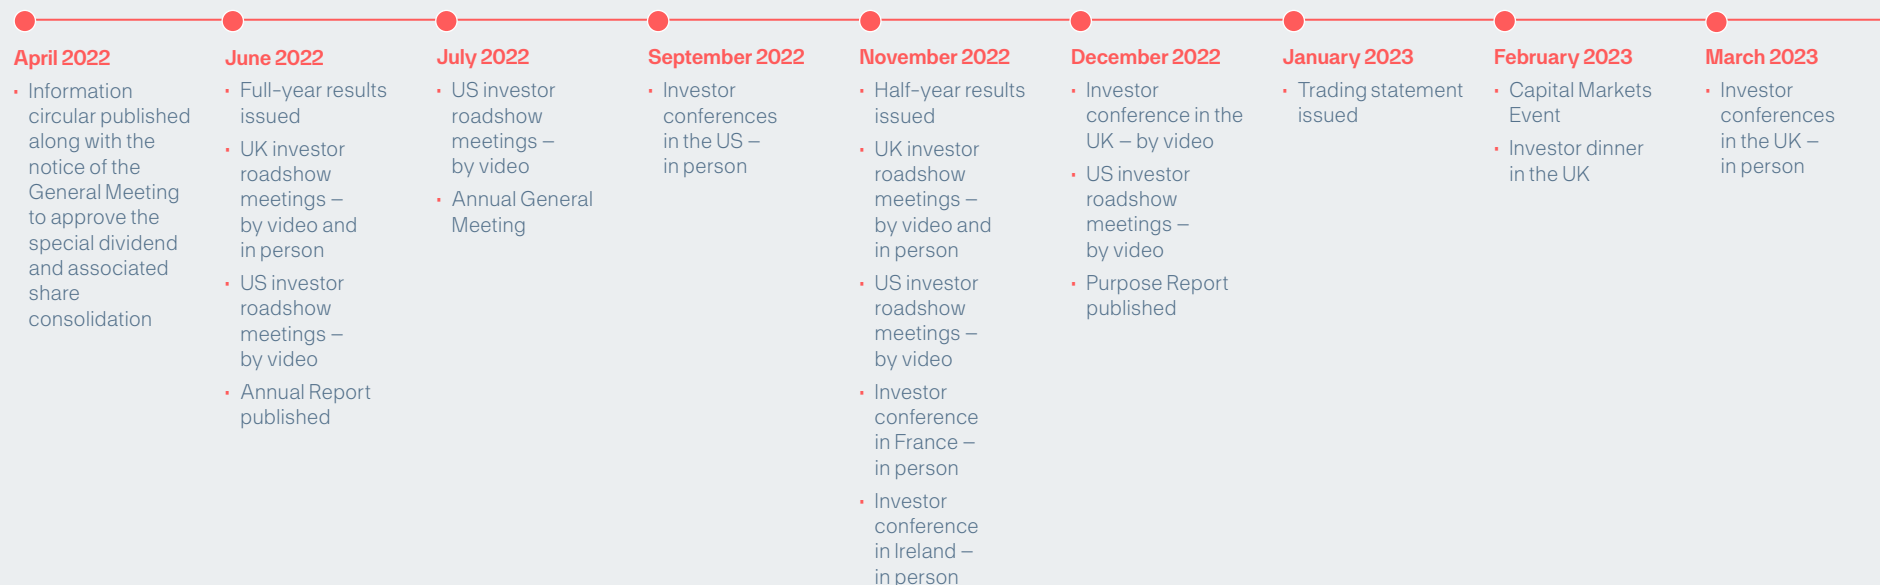 April 2022
• Information
circular published
along with the
notice of the
General Meeting
to approve the
special dividend
and associated
share
consolidation
June 2022
• Full-year results
issued
• UK investor
roadshow
meetings –
by video and
in person
• US investor
roadshow
meetings –
by video
• Annual Report
published
July 2022
• US investor
roadshow
meetings –
by video
• Annual General
Meeting
September 2022
• Investor
conferences
in the US –
in person
November 2022
• Half-year results
issued
• UK investor
roadshow
meetings –
by video and
in person
• US investor
roadshow
meetings –
by video
• Investor
conference
in France –
in person
• Investor
conference
in Ireland –
in person
December 2022
• Investor
conference in the
UK – by video
• US investor
roadshow
meetings –
by video
• Purpose Report
published
January 2023
• Trading statement
issued
February 2023
• Capital Markets
Event
• Investor dinner
in the UK
March 2023
• Investor
conferences
in the UK –
in person